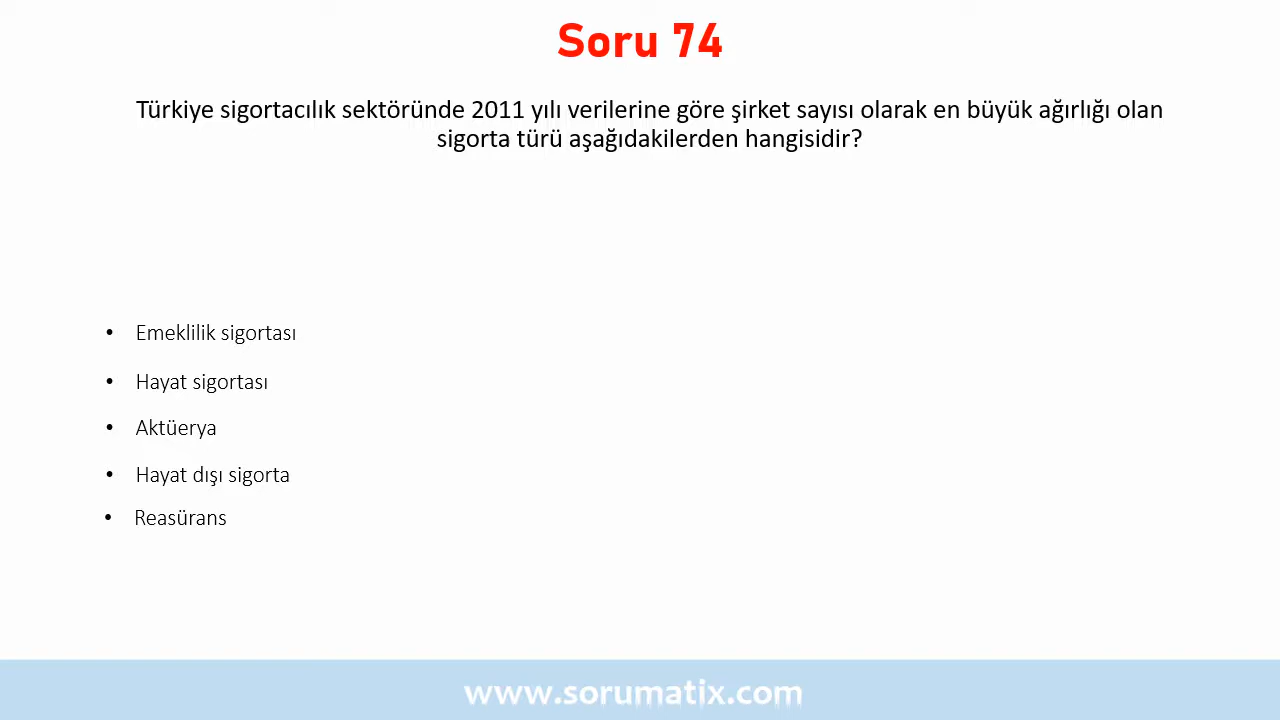 Soru 74
Türkiye sigortacılık sektöründe 2011 yılı verilerine göre şirket sayısı olarak en büyük ağırlığı olan
sigorta türü aşağıdakilerden hangisidir?
• Emeklilik sigortası
• Hayat sigortası
• Aktüerya
• Hayat dışı sigorta
• Reasürans
www.sorumatix.com